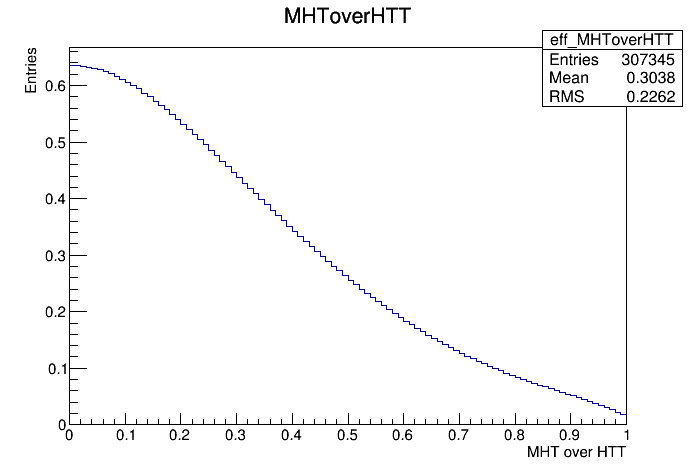 MHToverHTT
eff_MHToverHTT
Entries 307345
Mean 0.3038
RMS 0.2262
Entries
0.6
0.5
0.4
0.3
0.2
0.1
0
0 0.1 0.2 0.3 0.4 0.5 0.6 0.7 0.8 0.9 1
MHT over HTT